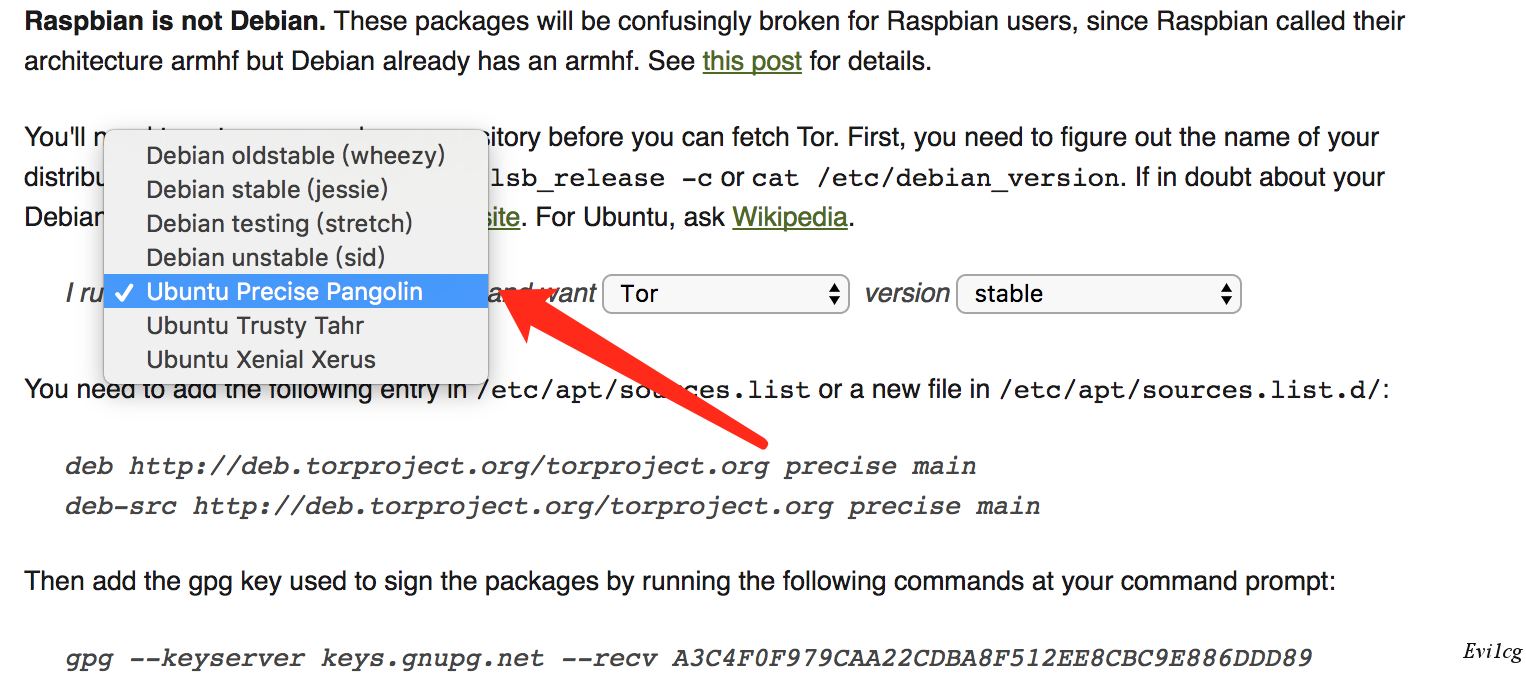 Raspbian is not Debian. These packages will be confusingly broken for Raspbian users, since Raspbian called their
architecture armhf but Debian already has an armhf. See this post for details.
You'll sitory before you can fetch Tor. First, you need to figure out the name of your
distribu lsb_release -c or cat /etc/debian_version. If in doubt about your
Debian site. For Ubuntu, ask Wikipedia.
Debian oldstable (wheezy)
Debian stable (jessie)
Debian testing (stretch)
Debian unstable (sid)
✓ Ubuntu Precise Pangolin
Ubuntu Trusty Tahr
Ubuntu Xenial Xerus
I ru and want Tor version stable
You need to add the following entry in /etc/apt/sources.list or a new file in /etc/apt/sources.list.d/:
deb http://deb.torproject.org/torproject.org precise main
deb-src http://deb.torproject.org/torproject.org precise main
Then add the gpg key used to sign the packages by running the following commands at your command prompt:
gpg --keyserver keys.gnupg.net --recv A3C4F0F979CAA22CDBA8F512EE8CBC9E886DDD89
Evi1cg